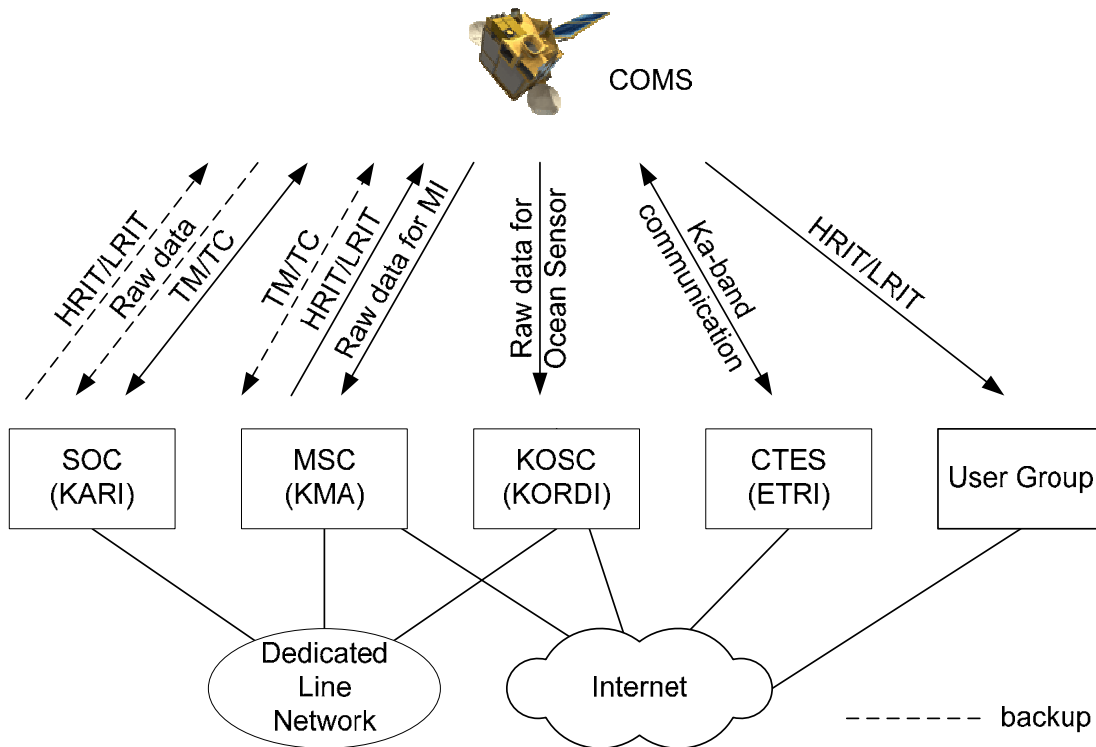 COMS
HRIT/LRIT
Raw data
TM/TC
TM/TC
HRIT/LRIT
Raw data for MI
Raw data for
Ocean Sensor
Ka-band
communication
HRIT/LRIT
SOC
(KARI)
MSC
(KMA)
KOSC
(KORDI)
CTES
(ETRI)
User Group
Dedicated
Line
Network
Internet
backup